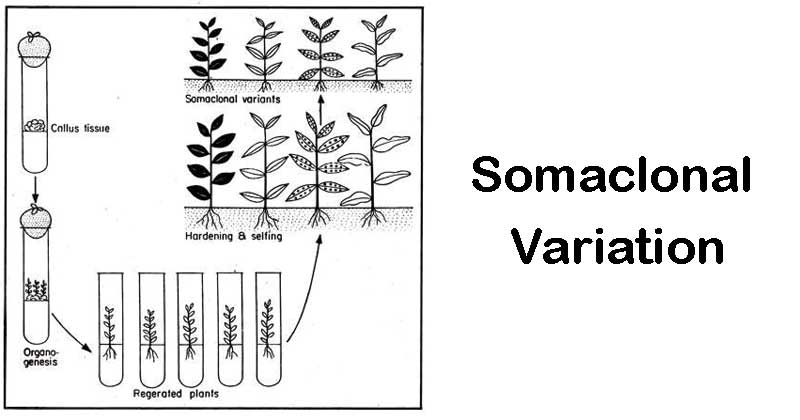 Callus tissue
Organo-
genesis
Regerated plants
Hardening & selfing
Somaclonal variants
Somaclonal
Variation